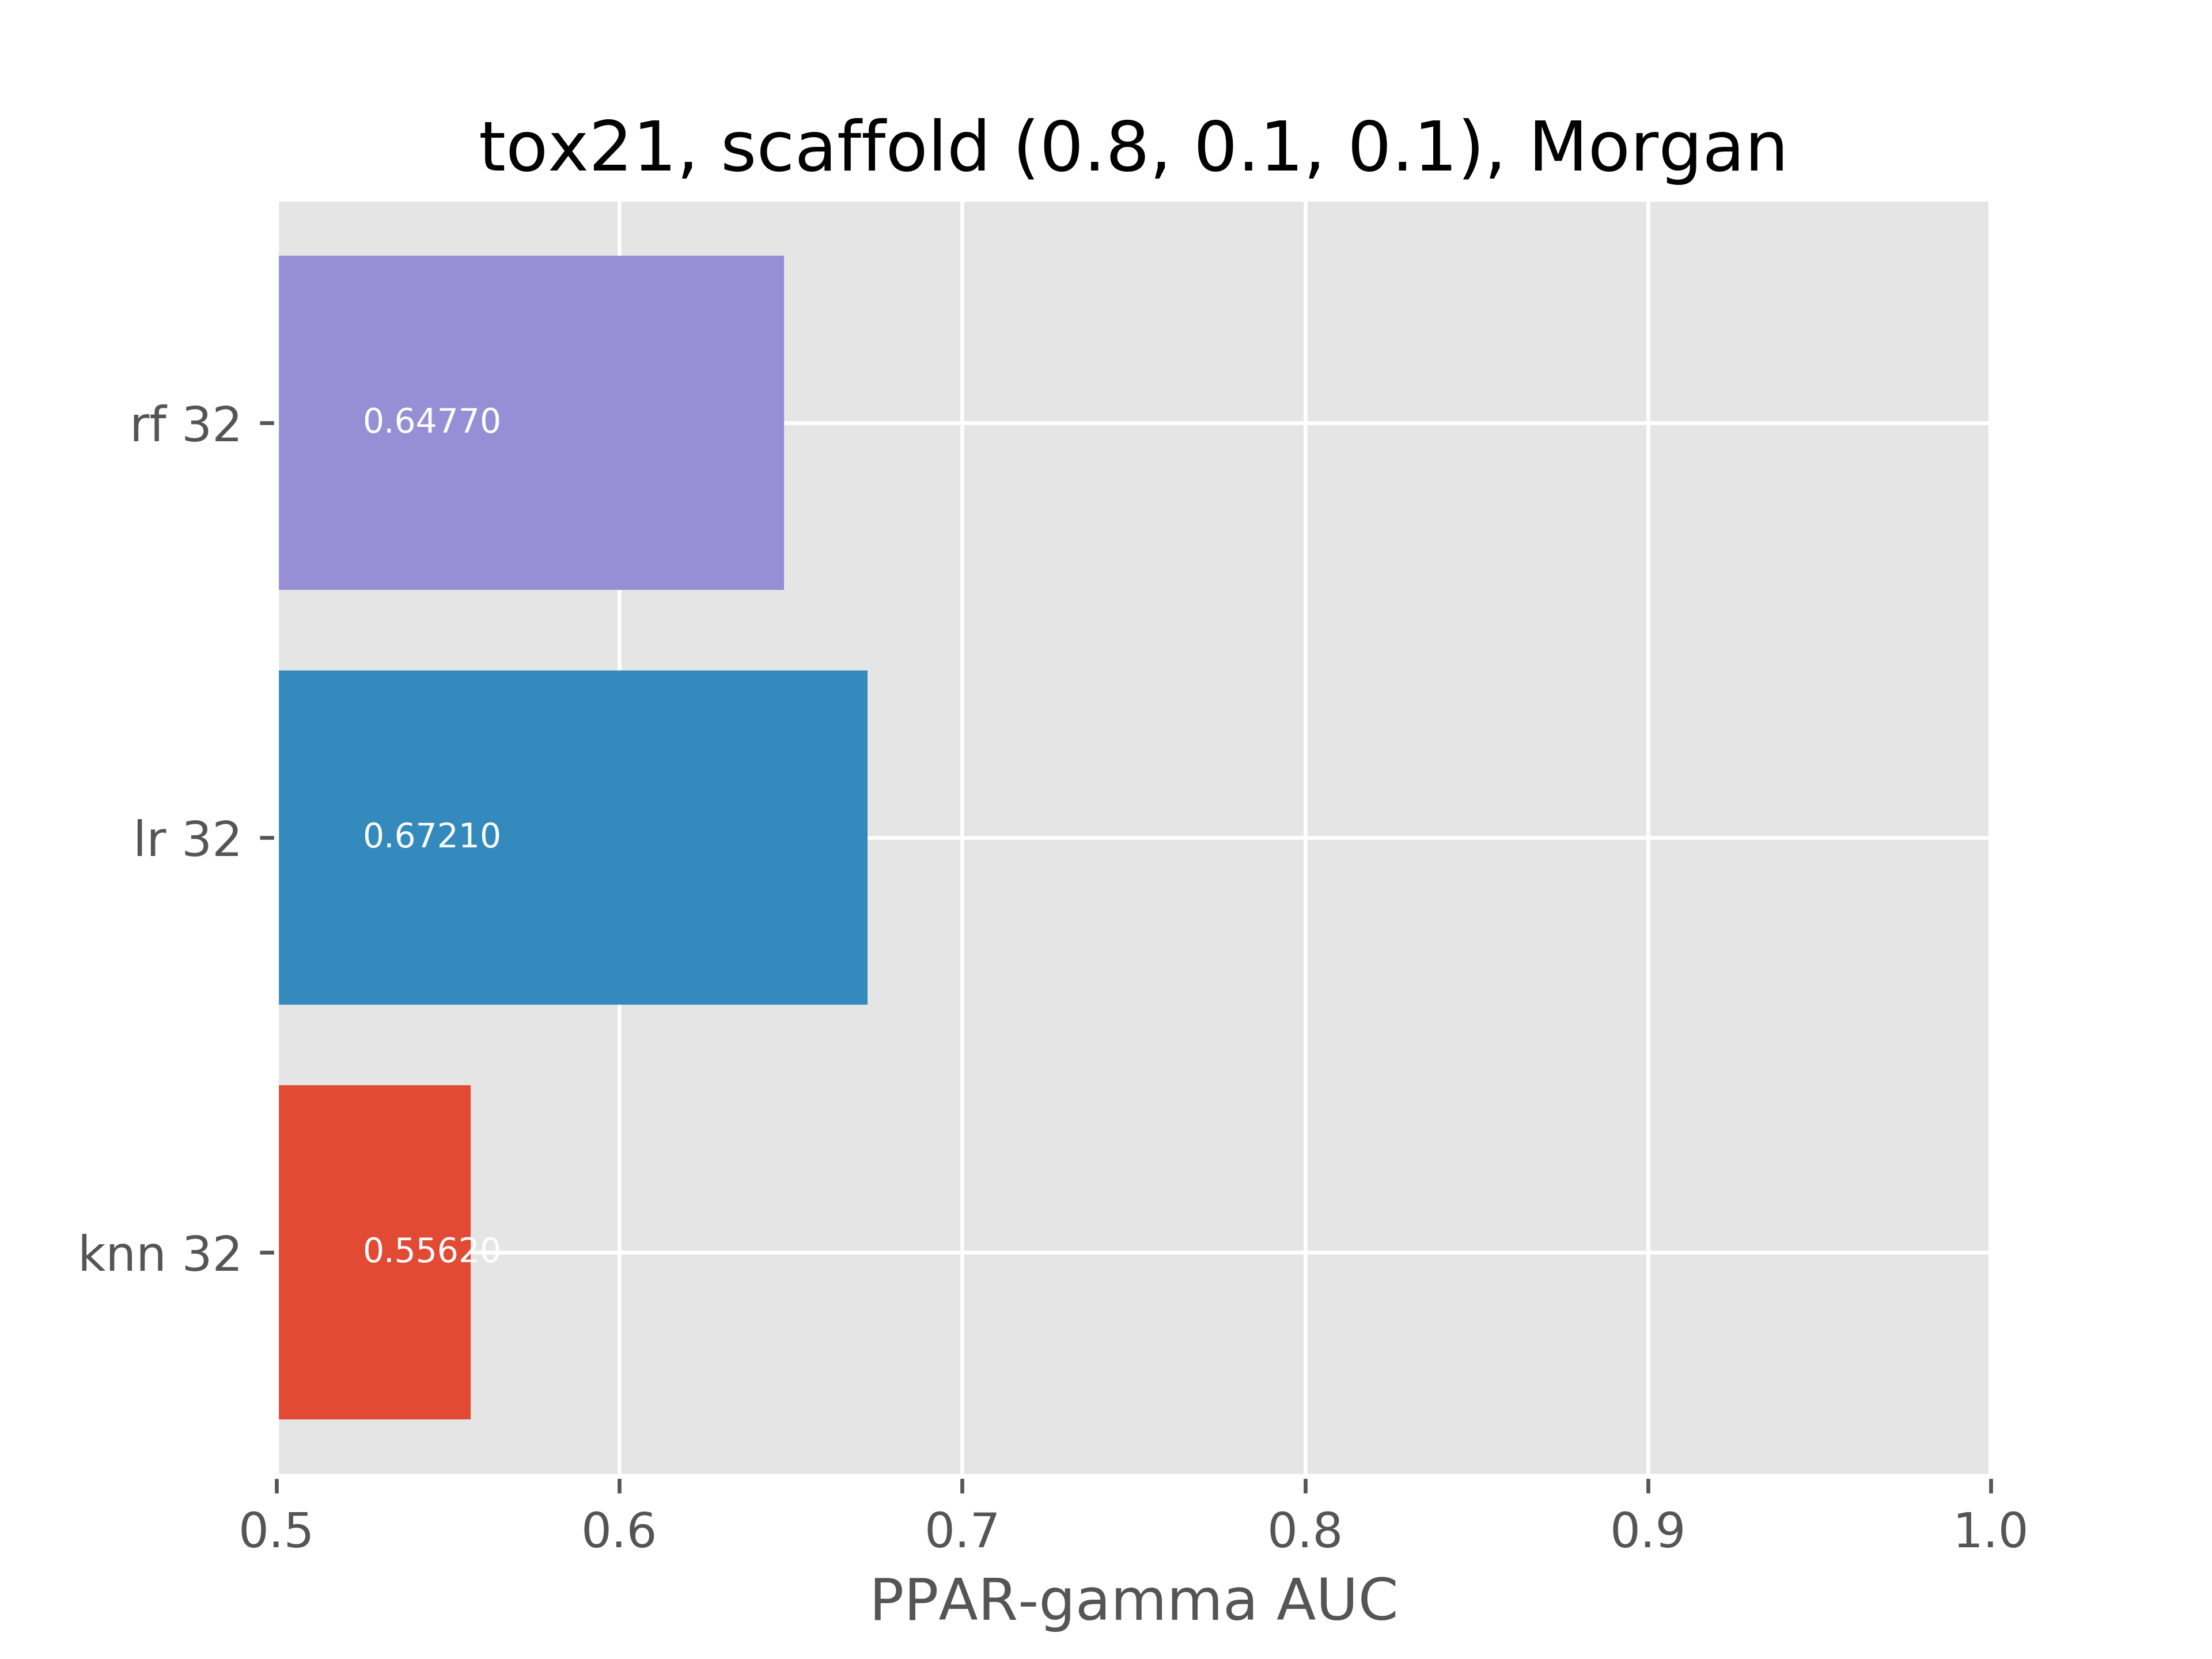 tox21, scaffold (0.8, 0.1, 0.1), Morgan
rf 32
0.64770
lr 32
0.67210
knn 32
0.55620
0.5 0.6 0.7 0.8 0.9 1.0
PPAR-gamma AUC